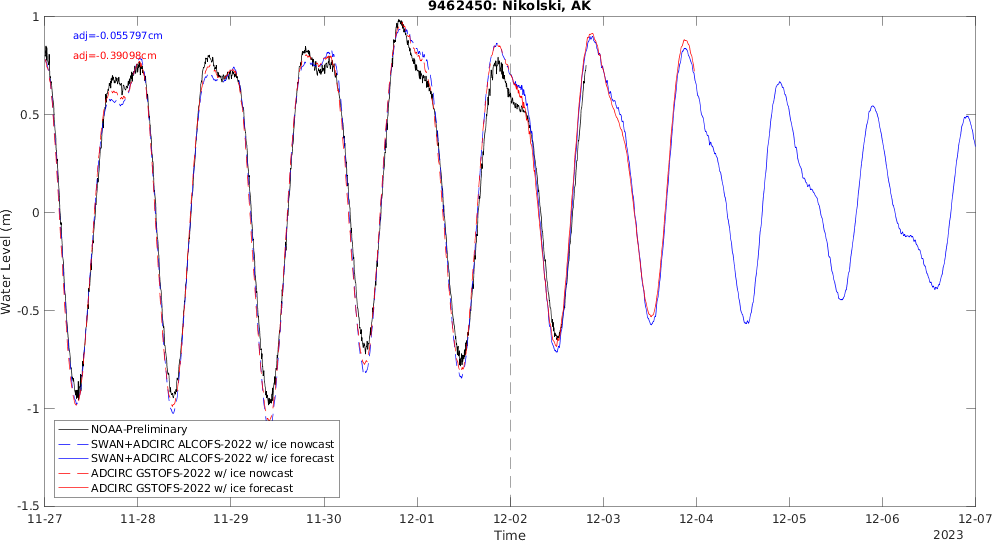 9462450: Nikolski, AK
adj=-0.055797cm
adj=-0.39098cm
1
0.5
0
-0.5
-1
-1.5
Water Level (m)
NOAA-Preliminary
SWAN+ADCIRC ALCOFS-2022 w/ ice nowcast
SWAN+ADCIRC ALCOFS-2022 w/ ice forecast
ADCIRC GSTOFS-2022 w/ ice nowcast
ADCIRC GSTOFS-2022 w/ ice forecast
11-27 11-28 11-29 11-30 12-01 12-02 12-03 12-04 12-05 12-06 12-07
Time
2023